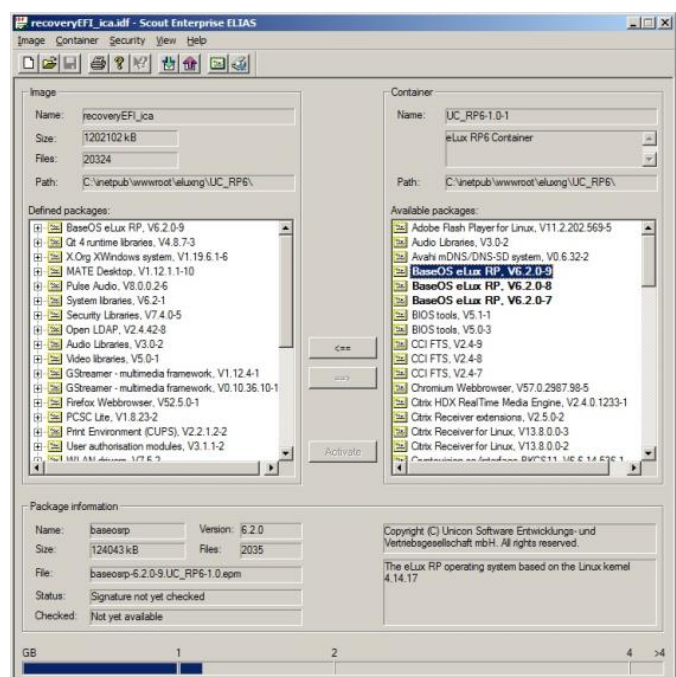 recoveryEFI_ica.idf - Scout Enterprise ELIAS
Image Container Security View Help
Image
Name: recoveryEFI_ica
Size: 1202102 kB
Files: 20324
Path: C:\inetpub\wwwroot\eluxng\UC_RP6\
Container
Name: UC_RP6-1.0-1
eLux RP6 Container
Path: C:\inetpub\wwwroot\eluxng\UC_RP6\
Defined packages:
BaseOS eLux RP, V6.2.0-9
Qt 4 runtime libraries, V4.8.7-3
X.Org XWindows system, V1.19.6.1-6
MATE Desktop, V1.12.1.1-10
Pulse Audio, V8.0.0.2-6
System libraries, V6.2-1
Security Libraries, V7.4.0-5
Open LDAP, V2.4.42-8
Audio Libraries, V3.0-2
Video libraries, V5.0-1
GStreamer - multimedia framework, V1.12.4-1
GStreamer - multimedia framework, V0.10.36.10-1
Firefox Webbrowser, V52.5.0-1
PCSC Lite, V1.8.23-2
Print Environment (CUPS), V2.2.1.2-2
User authorisation modules, V3.1.1-2
WLAN drivers, V7.5-2
<==
==>
Activate
Available packages:
Adobe Flash Player for Linux, V11.2.202.569-5
Audio Libraries, V3.0-2
Avahi mDNS/DNS-SD system, V0.6.32-2
BaseOS eLux RP, V6.2.0-9
BaseOS eLux RP, V6.2.0-8
BaseOS eLux RP, V6.2.0-7
BIOS tools, V5.1-1
BIOS tools, V5.0-3
CCI FTS, V2.4-9
CCI FTS, V2.4-8
CCI FTS, V2.4-7
Chromium Webbrowser, V57.0.2987.98-5
Citrix HDX RealTime Media Engine, V2.4.0.1233-1
Citrix Receiver extensions, V2.5.0-2
Citrix Receiver for Linux, V13.8.0.0-3
Citrix Receiver for Linux, V13.8.0.0-2
Package information
Name: baseosrp Version: 6.2.0
Size: 124043 kB Files: 2035
File: baseosrp-6.2.0-9.UC_RP6-1.0.epm
Status: Signature not yet checked
Checked: Not yet available
Copyright (C) Unicon Software Entwicklungs- und
Vertriebsgesellschaft mbH. All rights reserved.
The eLux RP operating system based on the Linux kernel
4.14.17
GB 1 2 4 >4